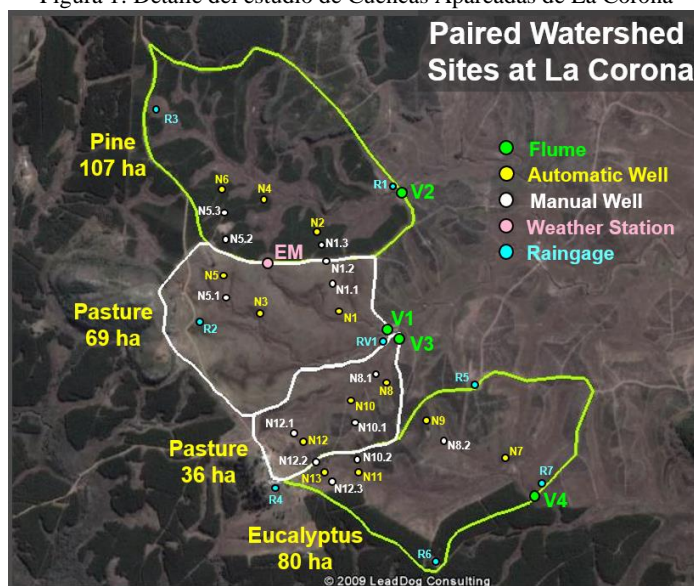 Figura 1: Detalle del estudio de Cuencas Apareadas de La Corona
Paired Watershed
Sites at La Corona
Flume
Automatic Well
Manual Well
Weather Station
Raingage
Pine
107 ha
R3
R1
V2
N6
N4
N5.3
N2
N5.2
N1.3
EM
N1.2
N5
N1.1
N5.1
N3
N1
Pasture
69 ha
R2
V1
RV1
V3
N8.1
N8
R5
N10
N9
N12.1
N10.1
N12
N8.2
Pasture
36 ha
N12.2
N10.2
N7
N13
N11
R7
R4
N12.3
V4
Eucalyptus
80 ha
R6
© 2009 LeadDog Consulting